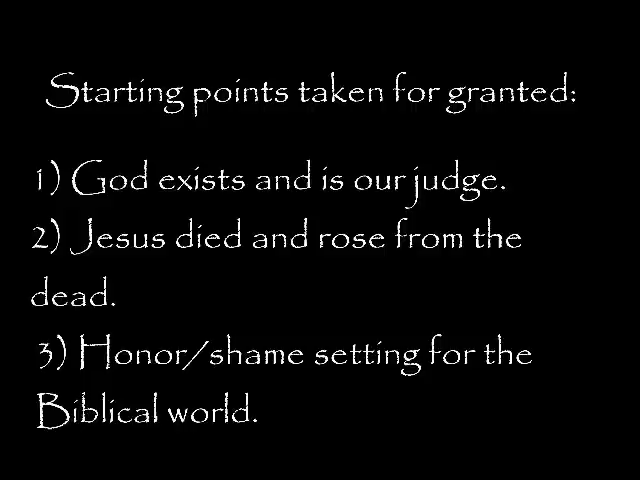 Starting points taken for granted:
1) God exists and is our judge.
2) Jesus died and rose from the
dead.
3) Honor/shame setting for the
Biblical world.